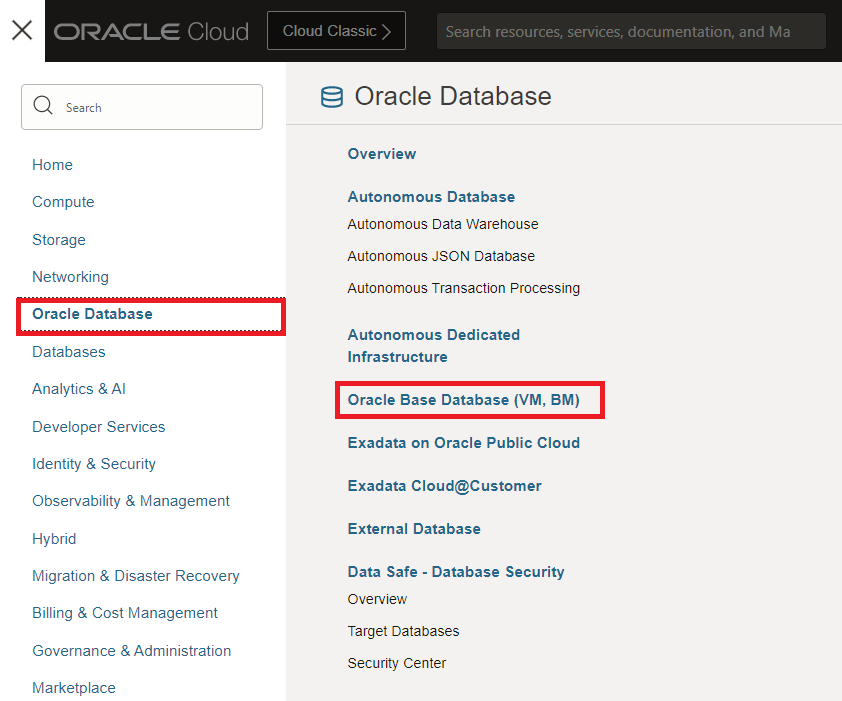 ORACLE Cloud
Cloud Classic
Search resources, services, documentation, and Ma
Search
Home
Compute
Storage
Networking
Oracle Database
Databases
Analytics & AI
Developer Services
Identity & Security
Observability & Management
Hybrid
Migration & Disaster Recovery
Billing & Cost Management
Governance & Administration
Marketplace
Oracle Database
Overview
Autonomous Database
Autonomous Data Warehouse
Autonomous JSON Database
Autonomous Transaction Processing
Autonomous Dedicated
Infrastructure
Oracle Base Database (VM, BM)
Exadata on Oracle Public Cloud
Exadata Cloud@Customer
External Database
Data Safe - Database Security
Overview
Target Databases
Security Center